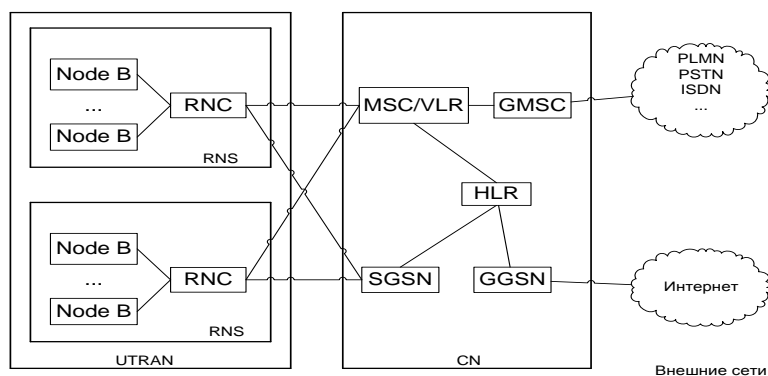 Node B
...
Node B
RNC
RNS
Node B
...
Node B
RNC
RNS
UTRAN
MSC/VLR
GMSC
HLR
SGSN
GGSN
CN
PLMN
PSTN
ISDN
...
Интернет
Внешние сети